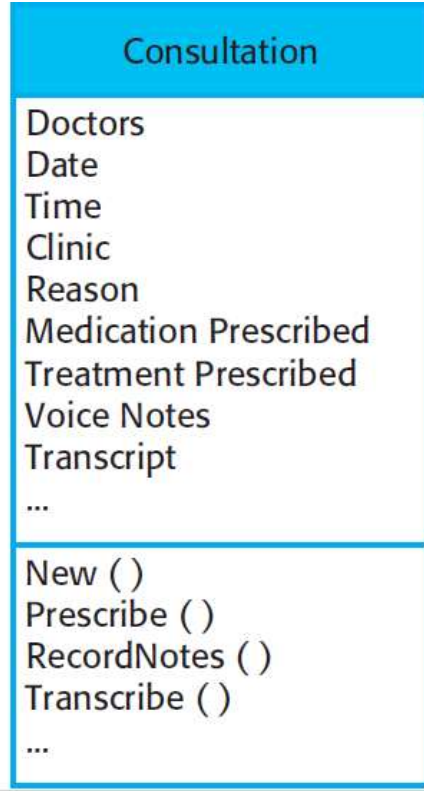 Consultation
Doctors
Date
Time
Clinic
Reason
Medication Prescribed
Treatment Prescribed
Voice Notes
Transcript
...
New ( )
Prescribe ( )
RecordNotes ( )
Transcribe ( )
...